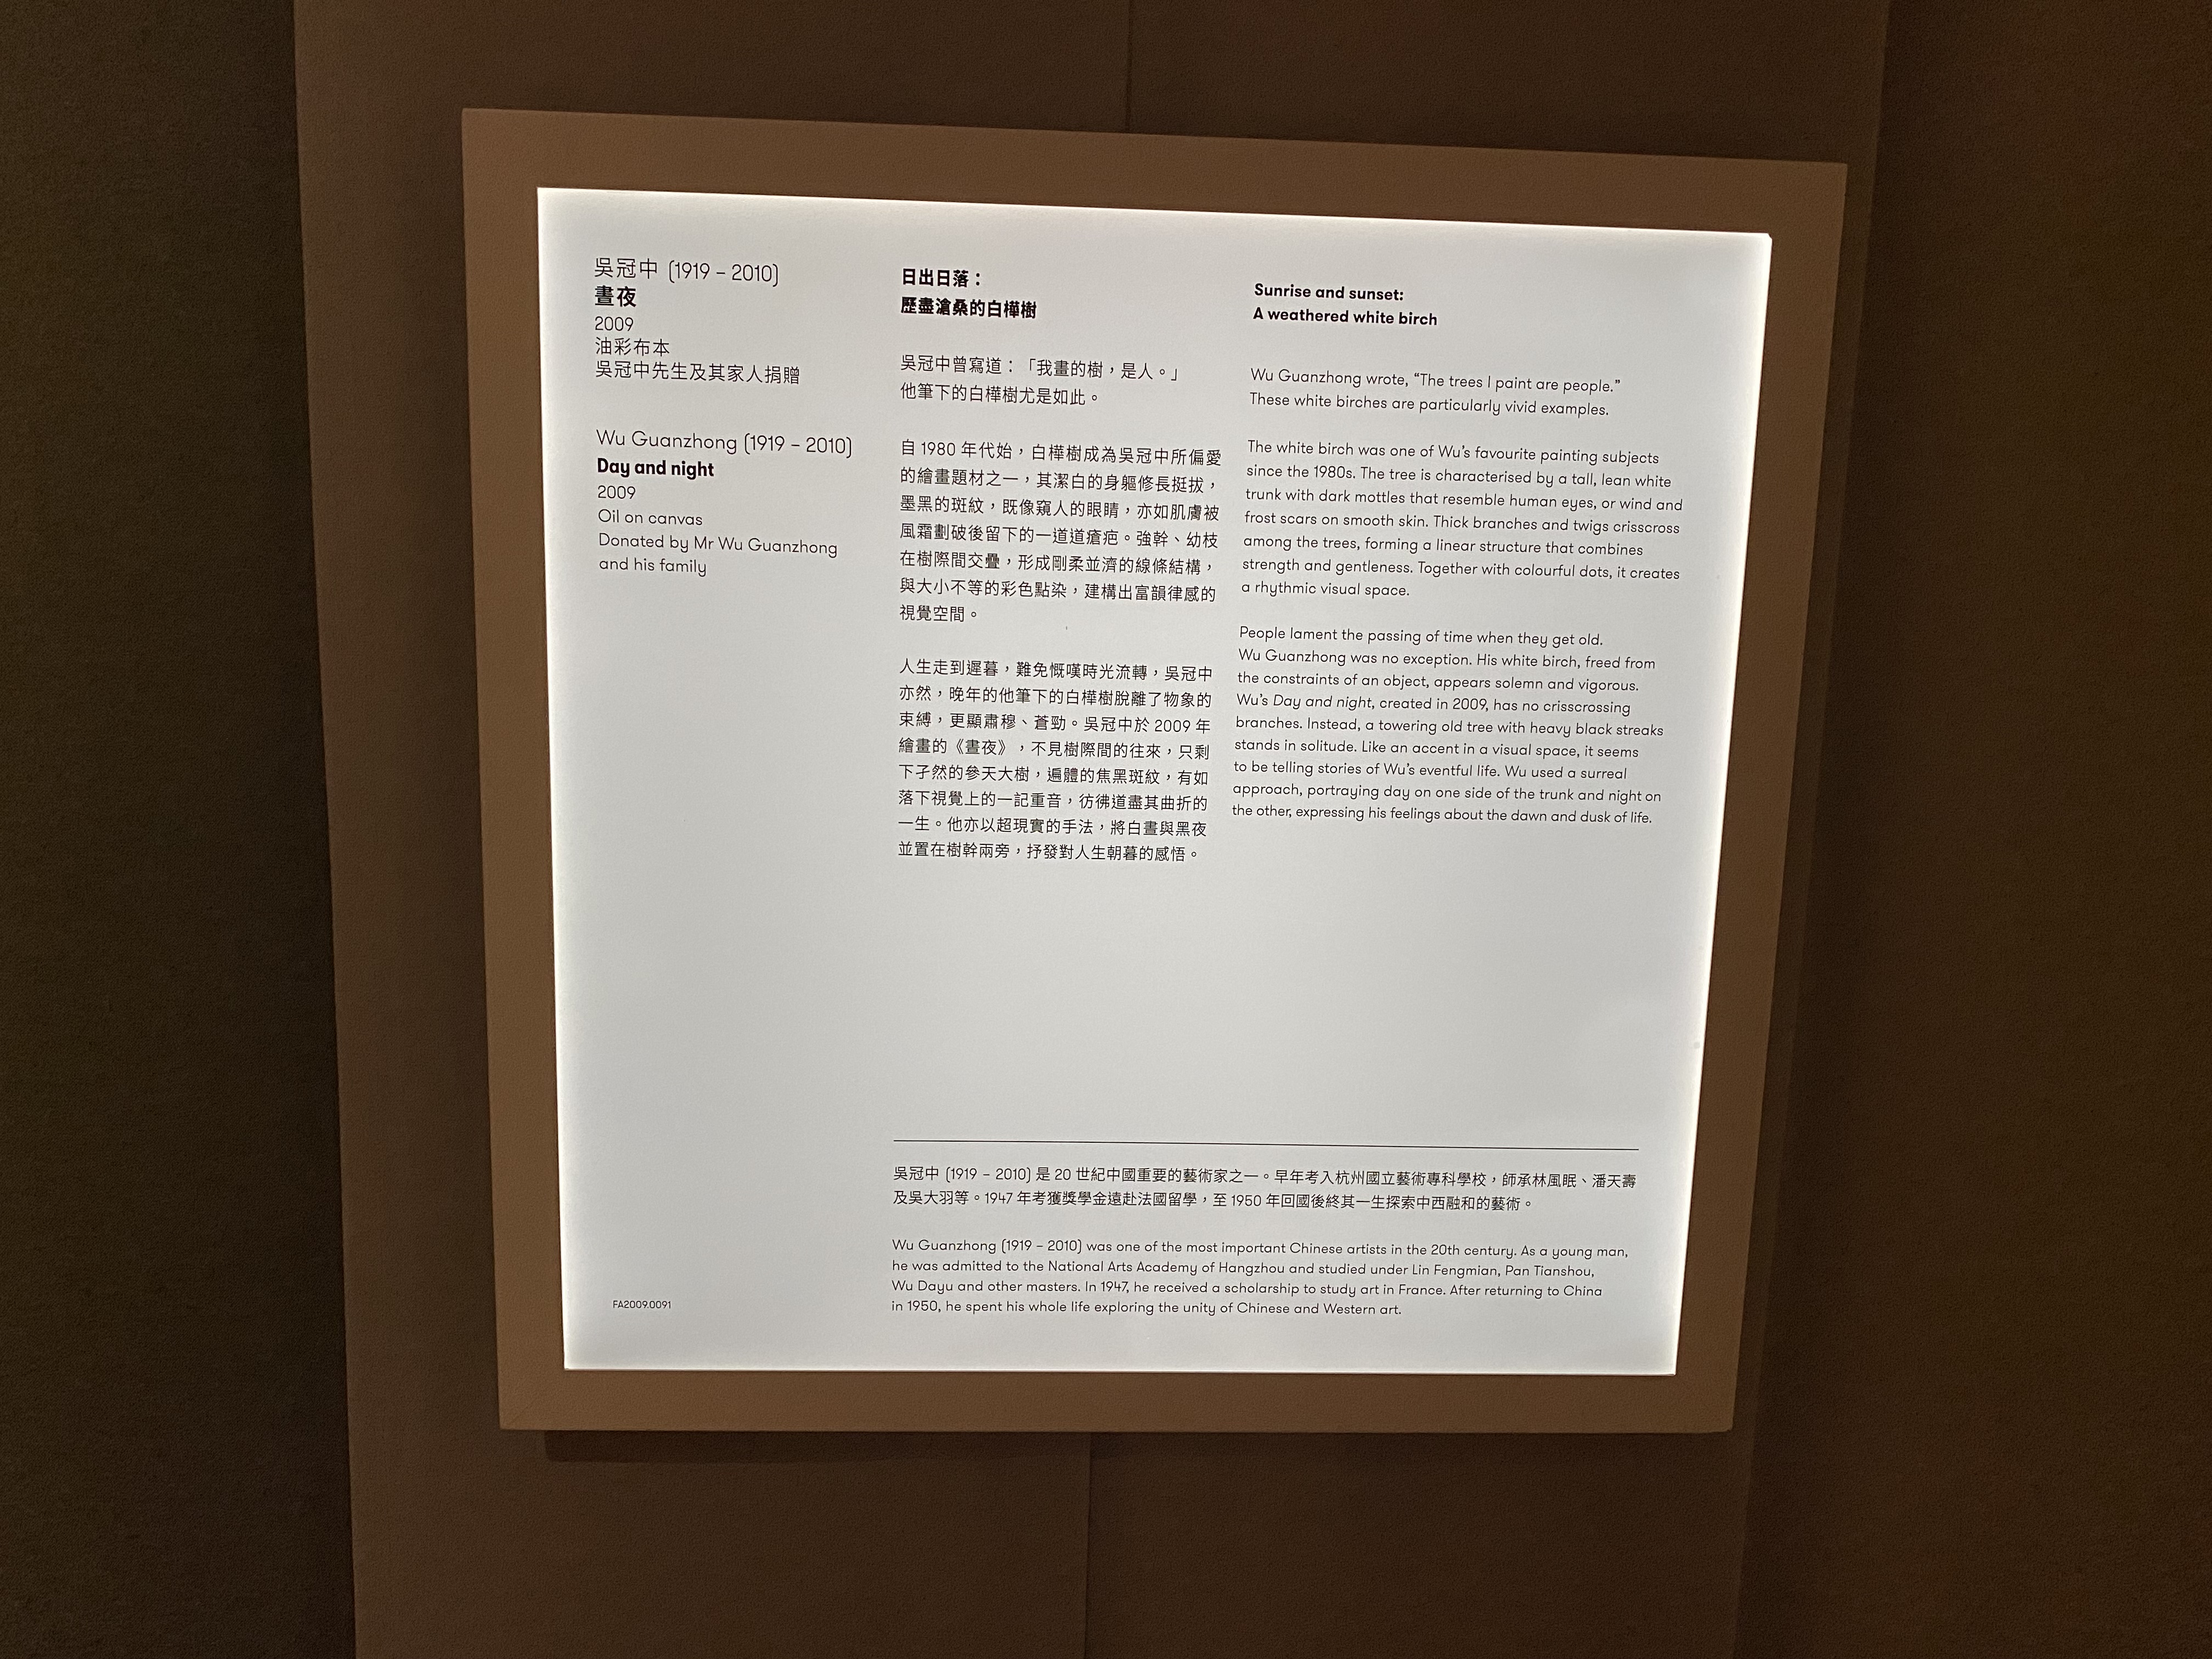 吳冠中 (1919 – 2010)
晝夜
2009
油彩布本
吳冠中先生及其家人捐贈
Wu Guanzhong (1919 – 2010)
Day and night
2009
Oil on canvas
Donated by Mr Wu Guanzhong
and his family
日出日落：
歷盡滄桑的白樺樹
吳冠中曾寫道：「我畫的樹，是人。」
他筆下的白樺樹尤是如此。
自 1980 年代始，白樺樹成為吳冠中所偏愛
的繪畫題材之一，其潔白的身軀修長挺拔，
墨黑的斑紋，既像窺人的眼睛，亦如肌膚被
風霜劃破後留下的一道道瘡疤。強幹、幼枝
在樹際間交疊，形成剛柔並濟的線條結構，
與大小不等的彩色點染，建構出富韻律感的
視覺空間。
人生走到遲暮，難免慨嘆時光流轉，吳冠中
亦然，晚年的他筆下的白樺樹脫離了物象的
束縛，更顯肅穆、蒼勁。吳冠中於 2009 年
繪畫的《晝夜》，不見樹際間的往來，只剩
下孑然的參天大樹，遍體的焦黑斑紋，有如
落下視覺上的一記重音，彷彿道盡其曲折的
一生。他亦以超現實的手法，將白晝與黑夜
並置在樹幹兩旁，抒發對人生朝暮的感悟。
Sunrise and sunset:
A weathered white birch
Wu Guanzhong wrote, “The trees I paint are people.”
These white birches are particularly vivid examples.
The white birch was one of Wu’s favourite painting subjects
since the 1980s. The tree is characterised by a tall, lean white
trunk with dark mottles that resemble human eyes, or wind and
frost scars on smooth skin. Thick branches and twigs crisscross
among the trees, forming a linear structure that combines
strength and gentleness. Together with colourful dots, it creates
a rhythmic visual space.
People lament the passing of time when they get old.
Wu Guanzhong was no exception. His white birch, freed from
the constraints of an object, appears solemn and vigorous.
Wu’s Day and night, created in 2009, has no crisscrossing
branches. Instead, a towering old tree with heavy black streaks
stands in solitude. Like an accent in a visual space, it seems
to be telling stories of Wu’s eventful life. Wu used a surreal
approach, portraying day on one side of the trunk and night on
the other, expressing his feelings about the dawn and dusk of life.
吳冠中 (1919 – 2010) 是 20 世紀中國重要的藝術家之一。早年考入杭州國立藝術專科學校，師承林風眠、潘天壽
及吳大羽等。1947 年考獲獎學金遠赴法國留學，至 1950 年回國後終其一生探索中西融和的藝術。
Wu Guanzhong (1919 – 2010) was one of the most important Chinese artists in the 20th century. As a young man,
he was admitted to the National Arts Academy of Hangzhou and studied under Lin Fengmian, Pan Tianshou,
Wu Dayu and other masters. In 1947, he received a scholarship to study art in France. After returning to China
in 1950, he spent his whole life exploring the unity of Chinese and Western art.
FA2009.0091